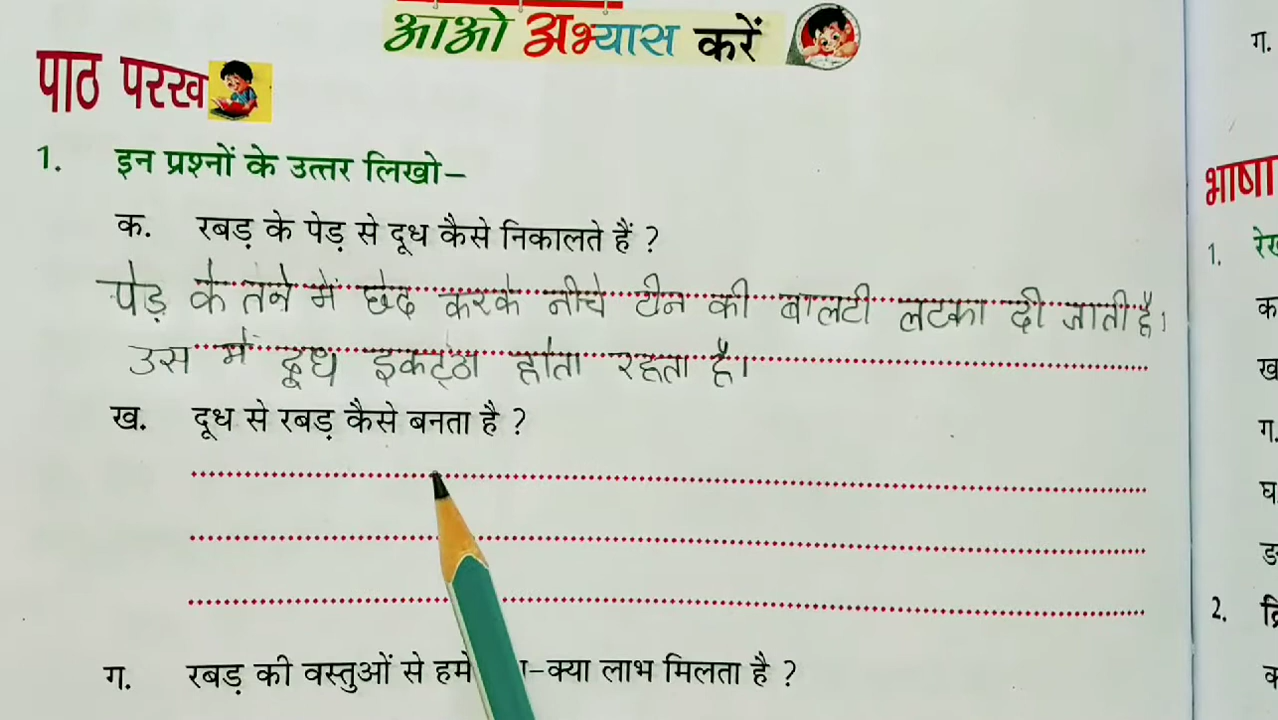 आओ अभ्यास करें
पाठ परख
1. इन प्रश्नों के उत्तर लिखो–
क. रबड़ के पेड़ से दूध कैसे निकालते हैं ?
पेड़ के तने में छेद करके नीचे टीन की बालटी लटका दी जाती है।
उस में दूध इकट्ठा होता रहता है।
ख. दूध से रबड़ कैसे बनता है ?
ग. रबड़ की वस्तुओं से हमें –क्या लाभ मिलता है ?
ग.
भाषा
1.
क
ख
ग.
घ
ङ
2.